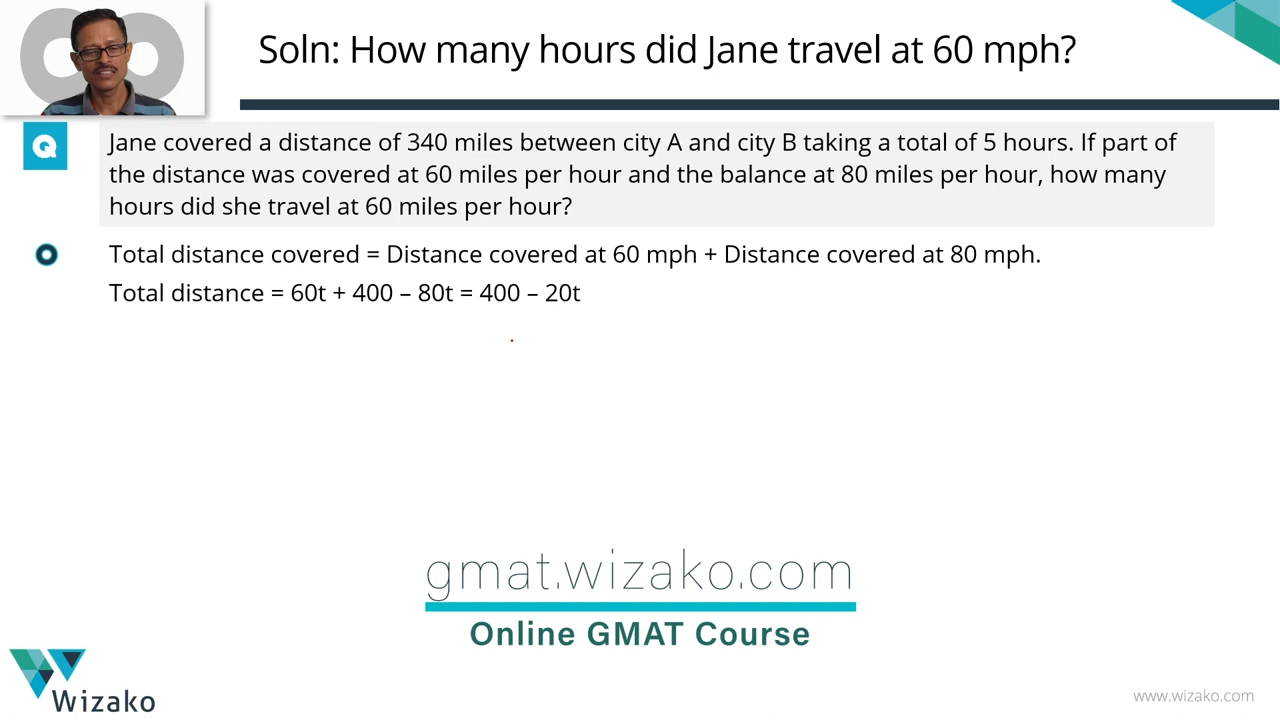 Soln: How many hours did Jane travel at 60 mph?
Q
Jane covered a distance of 340 miles between city A and city B taking a total of 5 hours. If part of
the distance was covered at 60 miles per hour and the balance at 80 miles per hour, how many
hours did she travel at 60 miles per hour?
Total distance covered = Distance covered at 60 mph + Distance covered at 80 mph.
Total distance = 60t + 400 – 80t = 400 – 20t
gmat.wizako.com
Online GMAT Course
Wizako
www.wizako.com